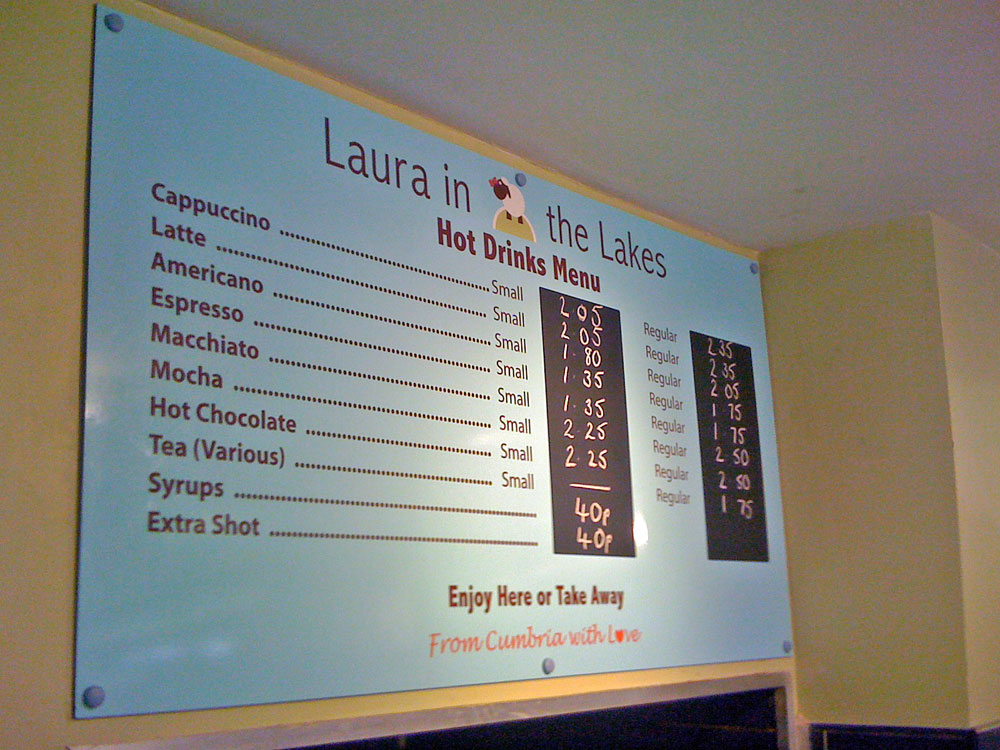 Laura in the Lakes
Hot Drinks Menu
Cappuccino ........ Small 2 05 Regular 2 35
Latte ........ Small 2 05 Regular 2 35
Americano ........ Small 1 80 Regular 2 05
Espresso ........ Small 1 35 Regular 1 75
Macchiato ........ Small 1 35 Regular 1 75
Mocha ........ Small 2 25 Regular 2 50
Hot Chocolate ........ Small 2 25 Regular 2 50
Tea (Various) ........ Small — Regular 1 75
Syrups ........ 40p
Extra Shot ........ 40p
Enjoy Here or Take Away
From Cumbria with Love